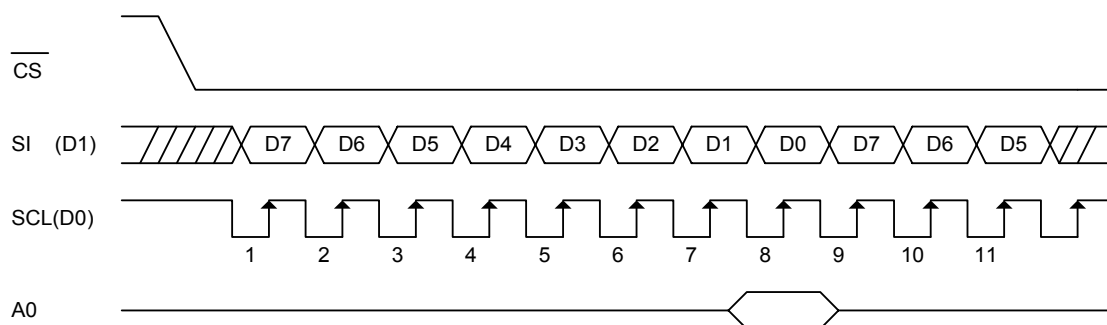 CS
SI (D1) D7 D6 D5 D4 D3 D2 D1 D0 D7 D6 D5
SCL(D0)
1 2 3 4 5 6 7 8 9 10 11
A0